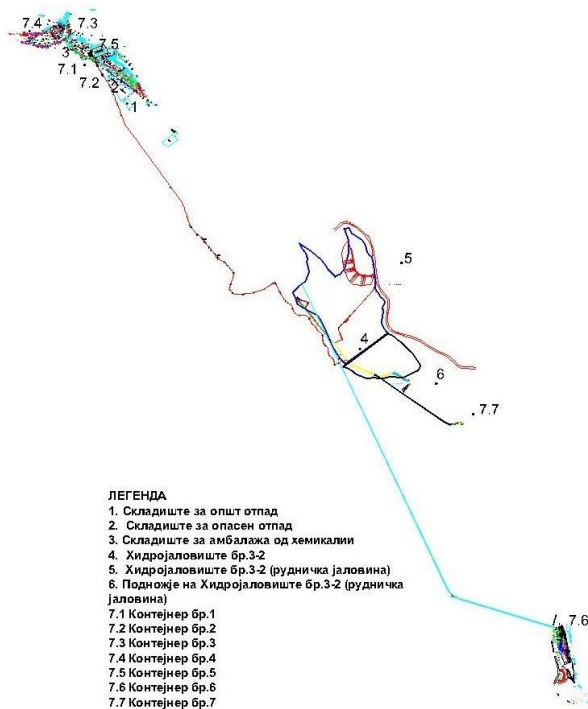 7.4
7.3
3
7.5
7.1
7.2
2
1
5
4
6
7.7
7.6
ЛЕГЕНДА
1. Складиште за општ отпад
2. Складиште за опасен отпад
3. Складиште за амбалажа од хемикалии
4. Хидројаловиште бр.3-2
5. Хидројаловиште бр.3-2 (рудничка јаловина)
6. Подножје на Хидројаловиште бр.3-2 (рудничка
јаловина)
7.1 Контејнер бр.1
7.2 Контејнер бр.2
7.3 Контејнер бр.3
7.4 Контејнер бр.4
7.5 Контејнер бр.5
7.6 Контејнер бр.6
7.7 Контејнер бр.7